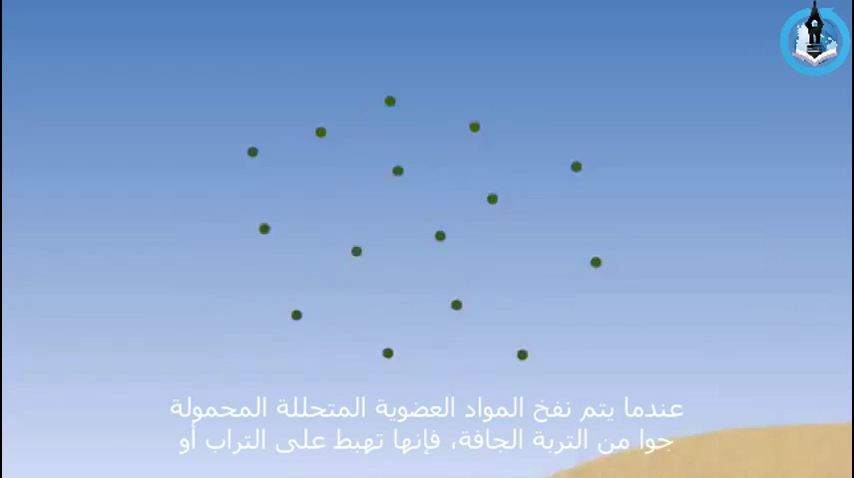 عندما يتم نفخ المواد العضوية المتحللة المحمولة
جوا من التربة الجافة، فإنها تهبط على التراب أو